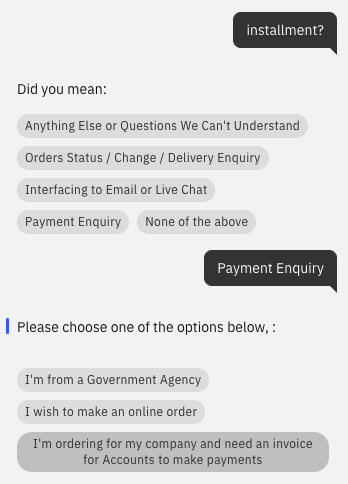 installment?
Did you mean:
Anything Else or Questions We Can't Understand
Orders Status / Change / Delivery Enquiry
Interfacing to Email or Live Chat
Payment Enquiry
None of the above
Payment Enquiry
Please choose one of the options below, :
I'm from a Government Agency
I wish to make an online order
I'm ordering for my company and need an invoice
for Accounts to make payments